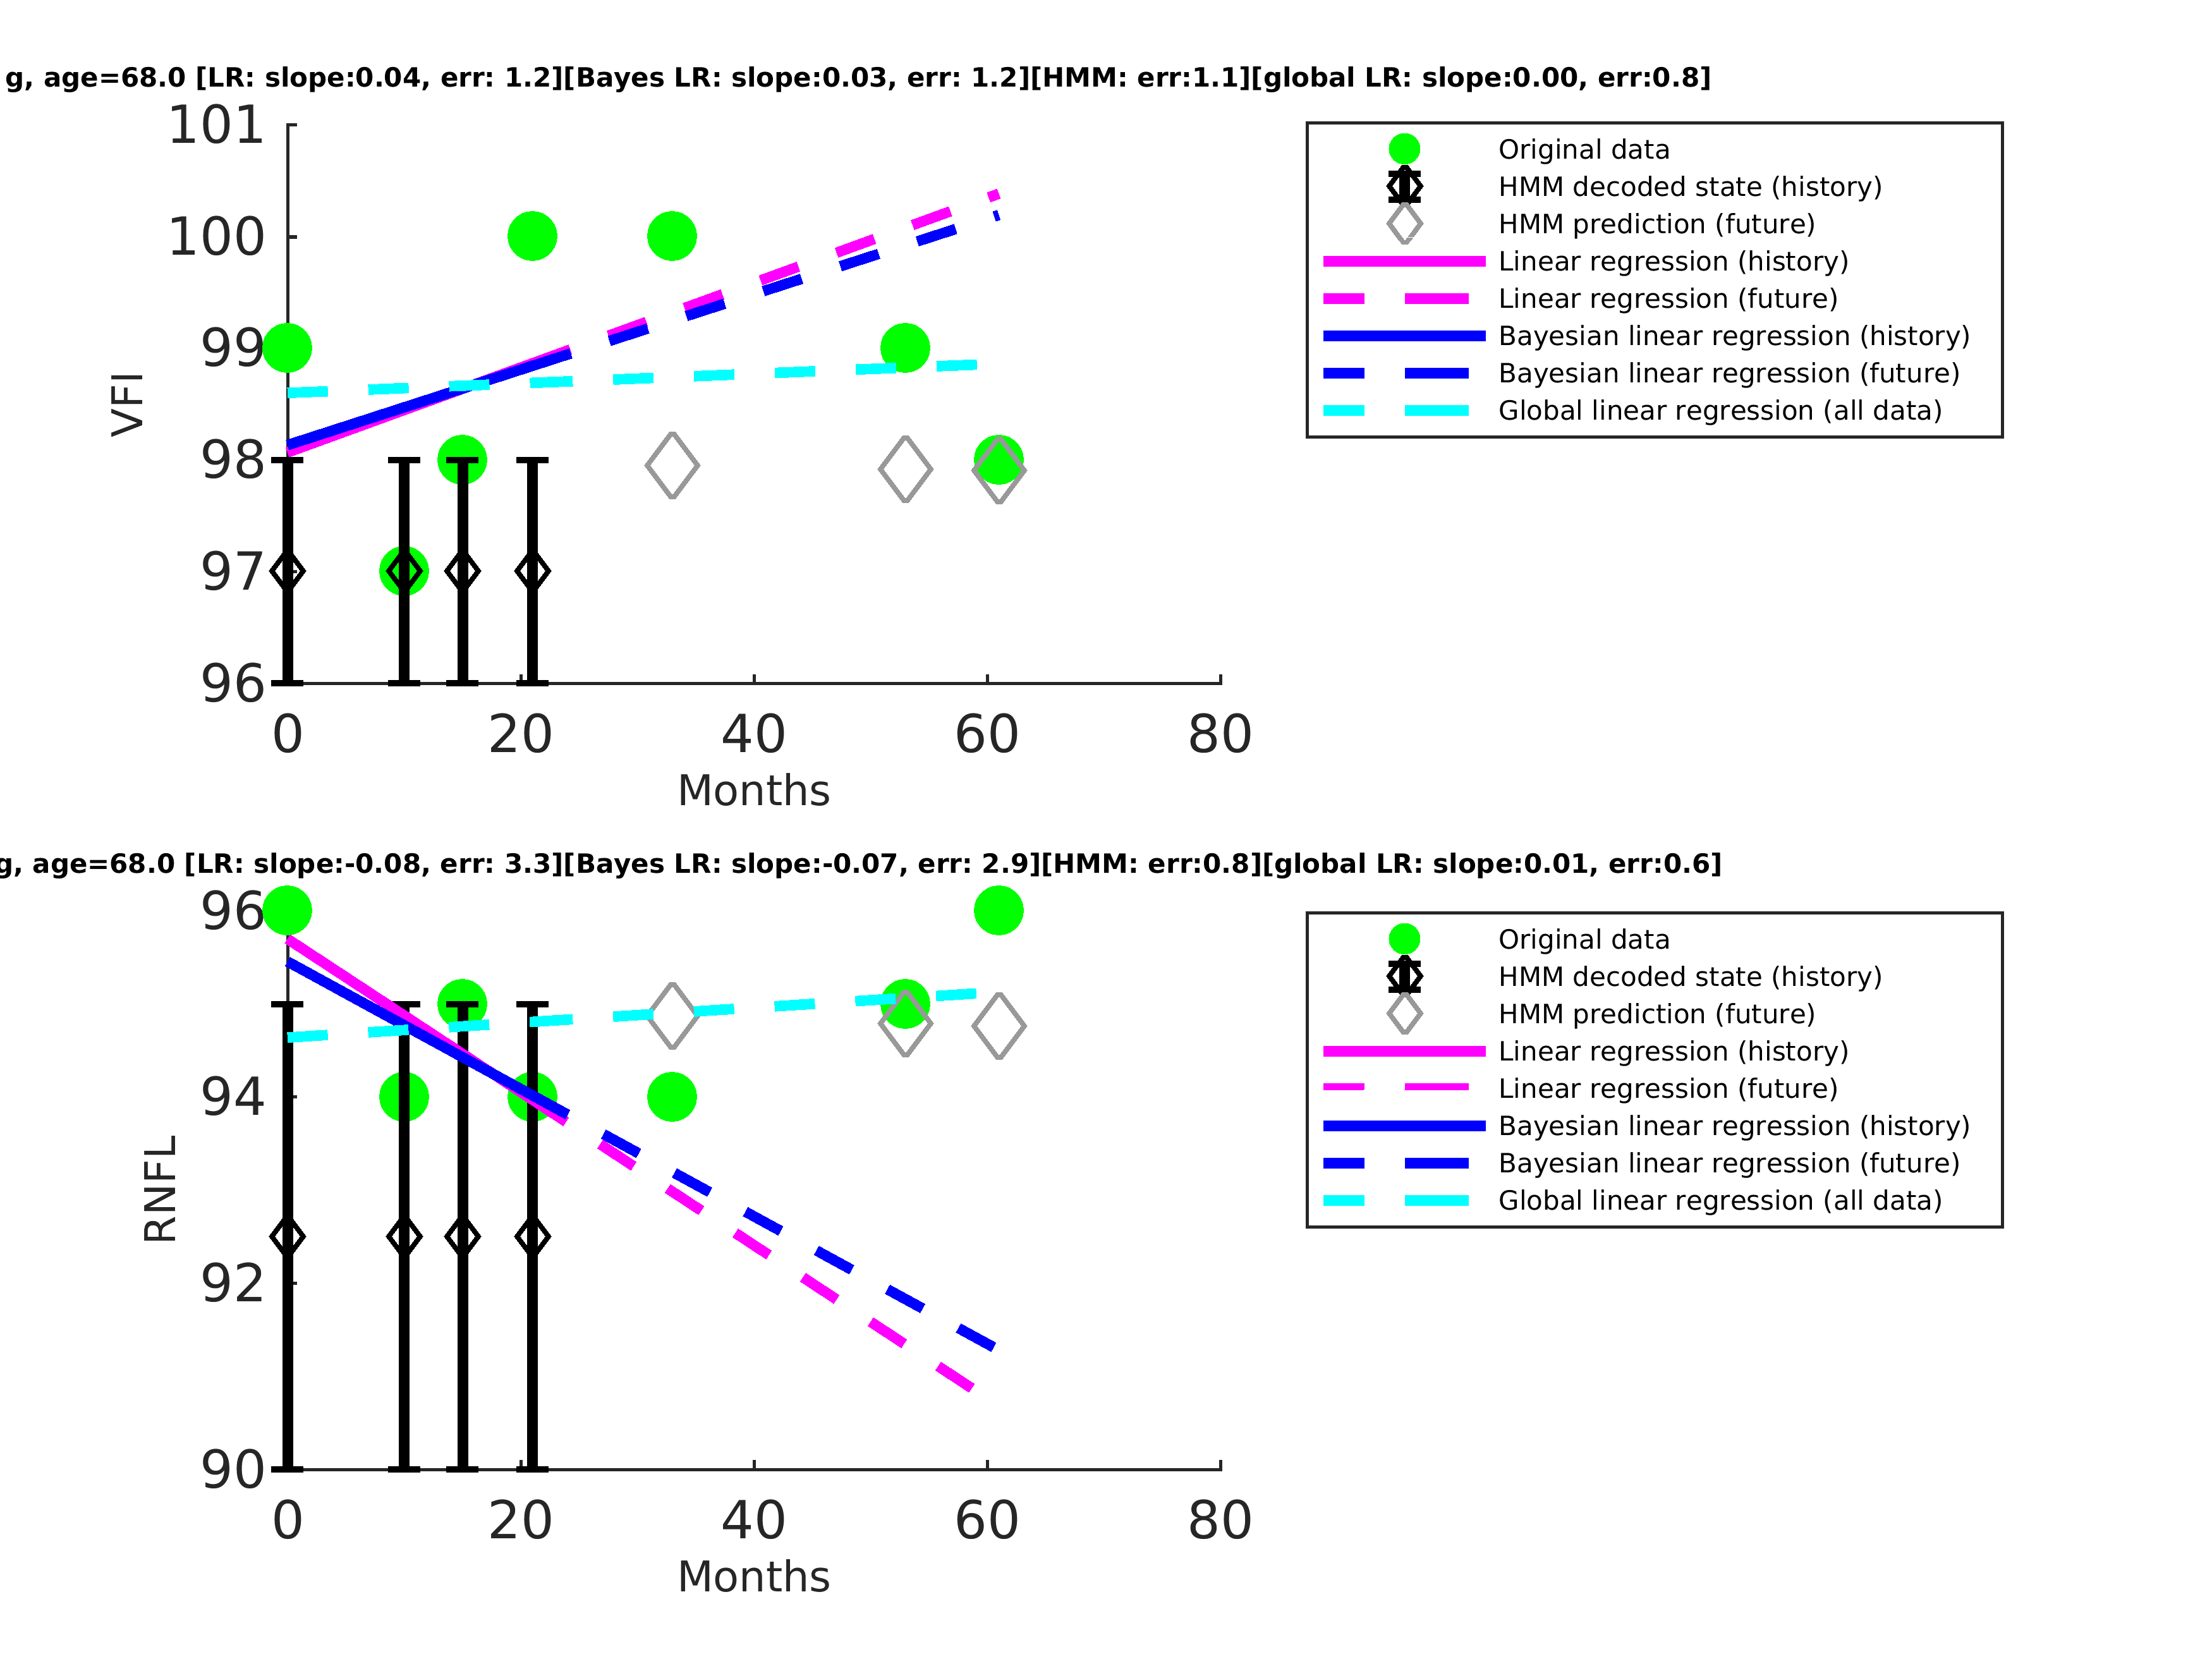 g, age=68.0 [LR: slope:0.04, err: 1.2][Bayes LR: slope:0.03, err: 1.2][HMM: err:1.1][global LR: slope:0.00, err:0.8]
101
100
99
98
97
96
VFI
0 20 40 60 80
Months
Original data
HMM decoded state (history)
HMM prediction (future)
Linear regression (history)
Linear regression (future)
Bayesian linear regression (history)
Bayesian linear regression (future)
Global linear regression (all data)
g, age=68.0 [LR: slope:-0.08, err: 3.3][Bayes LR: slope:-0.07, err: 2.9][HMM: err:0.8][global LR: slope:0.01, err:0.6]
96
94
92
90
RNFL
0 20 40 60 80
Months
Original data
HMM decoded state (history)
HMM prediction (future)
Linear regression (history)
Linear regression (future)
Bayesian linear regression (history)
Bayesian linear regression (future)
Global linear regression (all data)